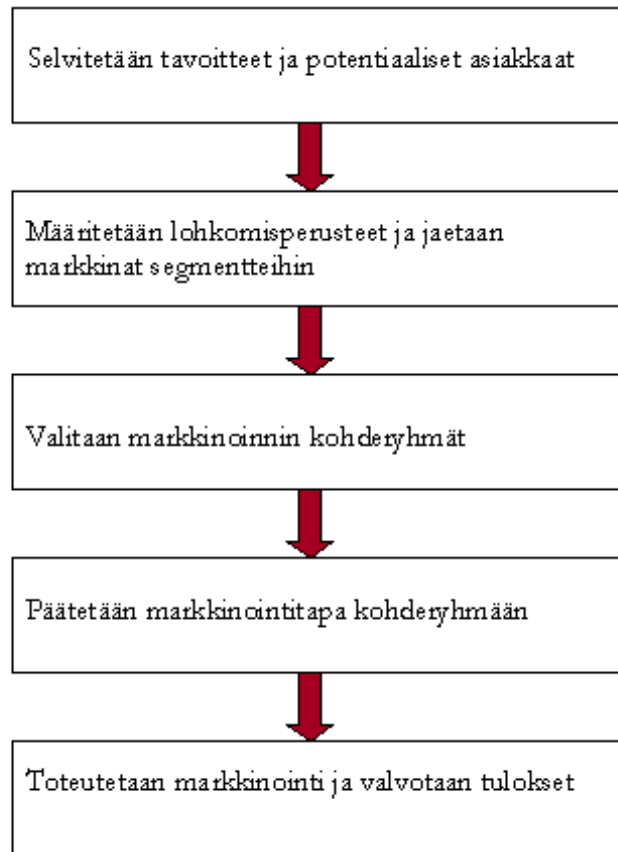 Selvitetään tavoitteet ja potentiaaliset asiakkaat
Määritetään lohkomisperusteet ja jaetaan
markkinat segmentteihin
Valitaan markkinoinnin kohderyhmät
Päätetään markkinointitapa kohderyhmään
Toteutetaan markkinointi ja valvotaan tulokset